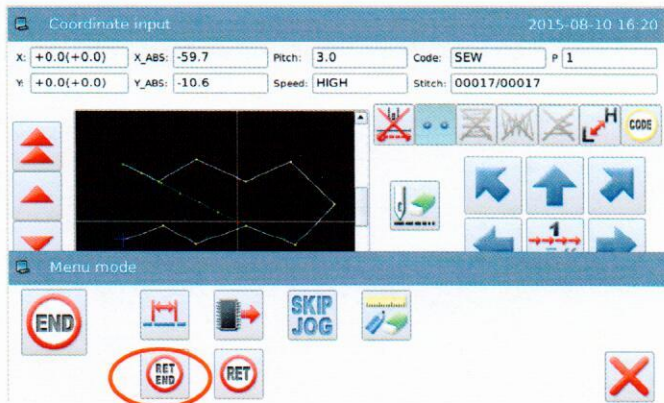 Coordinate input 2015-08-10 16:20
X: +0.0(+0.0) X_ABS: -59.7 Pitch: 3.0 Code: SEW P 1
Y: +0.0(+0.0) Y_ABS: -10.6 Speed: HIGH Stitch: 00017/00017
L H CODE
1
Menu mode
END SKIP JOG
RET END RET